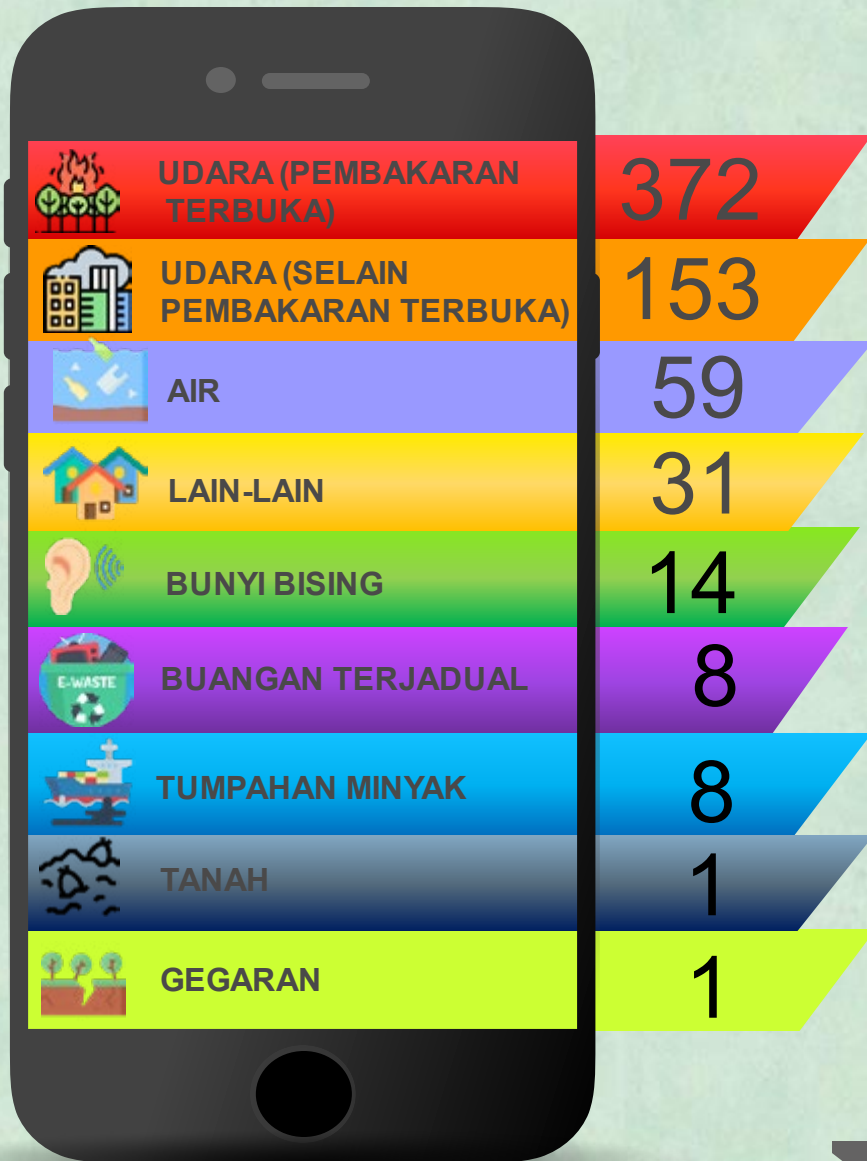 UDARA (PEMBAKARAN
TERBUKA)
372
UDARA (SELAIN
PEMBAKARAN TERBUKA)
153
AIR
59
LAIN-LAIN
31
BUNYI BISING
14
E-WASTE
BUANGAN TERJADUAL
8
TUMPAHAN MINYAK
8
TANAH
1
GEGARAN
1